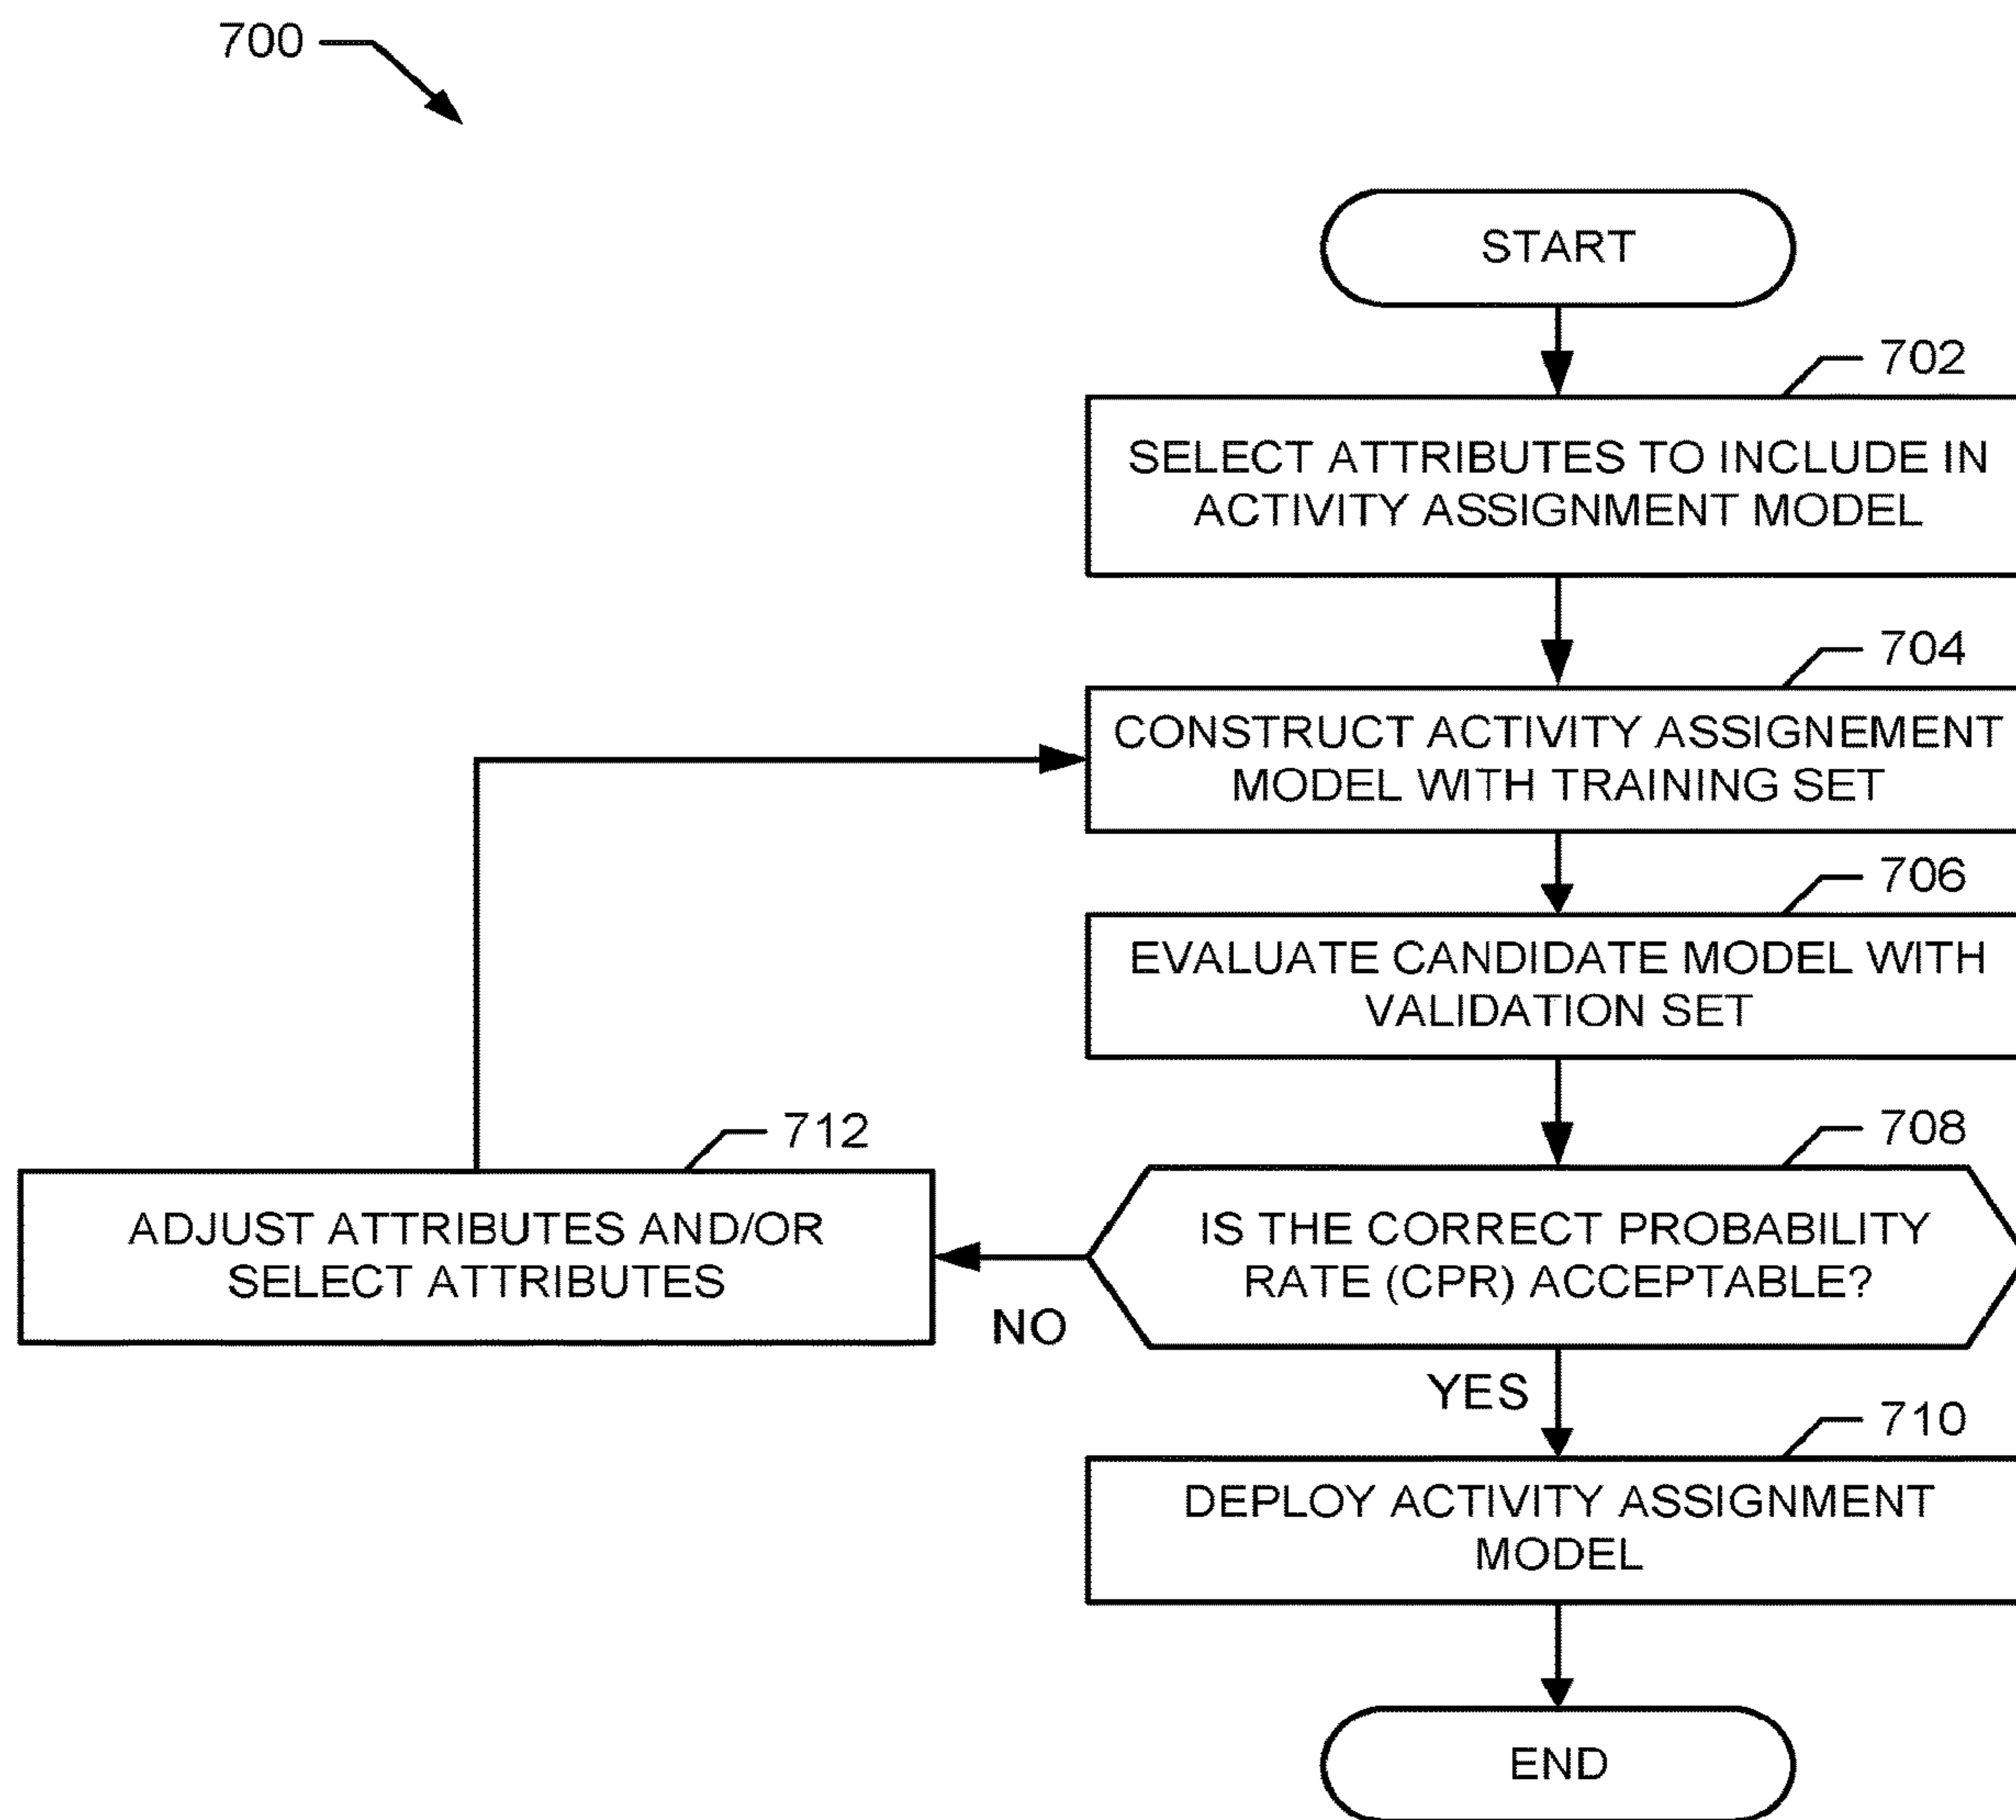 700
START
702
SELECT ATTRIBUTES TO INCLUDE IN
ACTIVITY ASSIGNMENT MODEL
704
CONSTRUCT ACTIVITY ASSIGNEMENT
MODEL WITH TRAINING SET
706
EVALUATE CANDIDATE MODEL WITH
VALIDATION SET
708
IS THE CORRECT PROBABILITY
RATE (CPR) ACCEPTABLE?
NO
712
ADJUST ATTRIBUTES AND/OR
SELECT ATTRIBUTES
YES
710
DEPLOY ACTIVITY ASSIGNMENT
MODEL
END